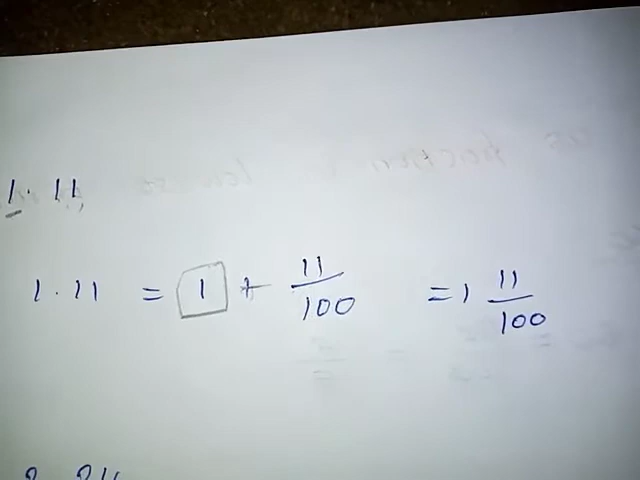 1.11
1.11 = 1 + 11/100 = 1 11/100